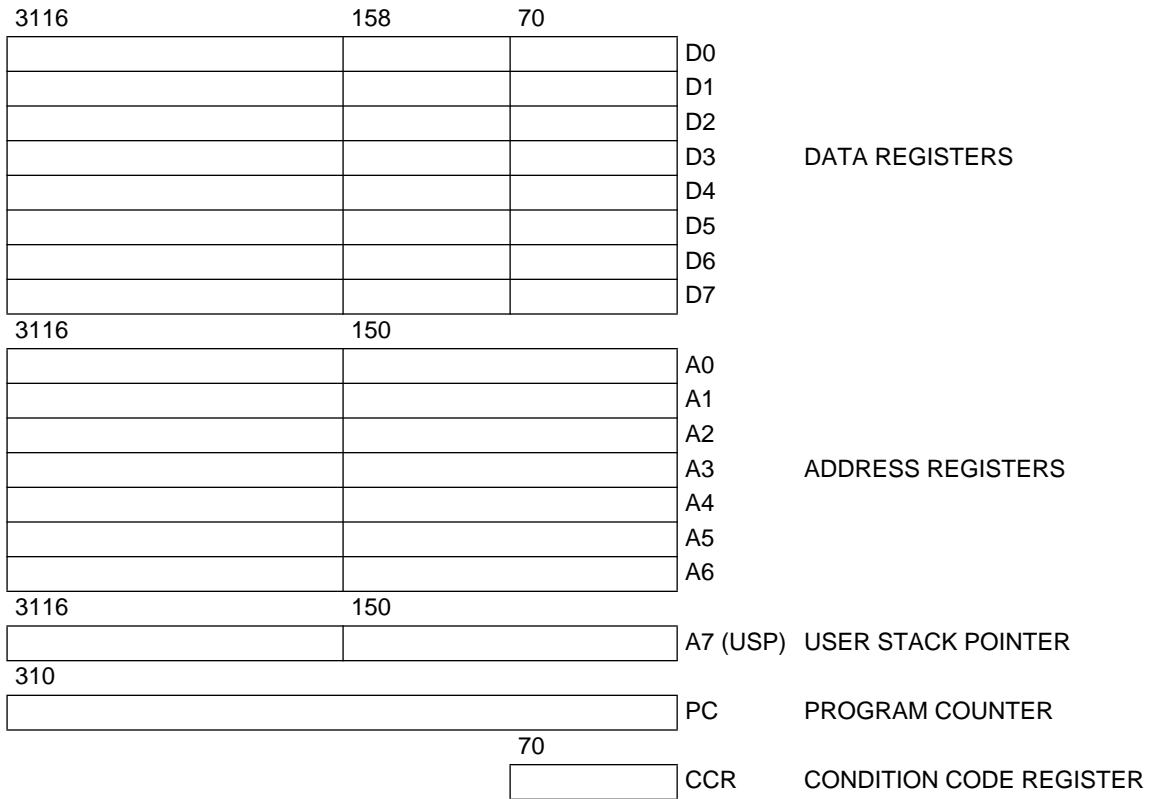 3116 158 70
D0
D1
D2
D3 DATA REGISTERS
D4
D5
D6
D7
3116 150
A0
A1
A2
A3 ADDRESS REGISTERS
A4
A5
A6
3116 150
A7 (USP) USER STACK POINTER
310
PC PROGRAM COUNTER
70
CCR CONDITION CODE REGISTER